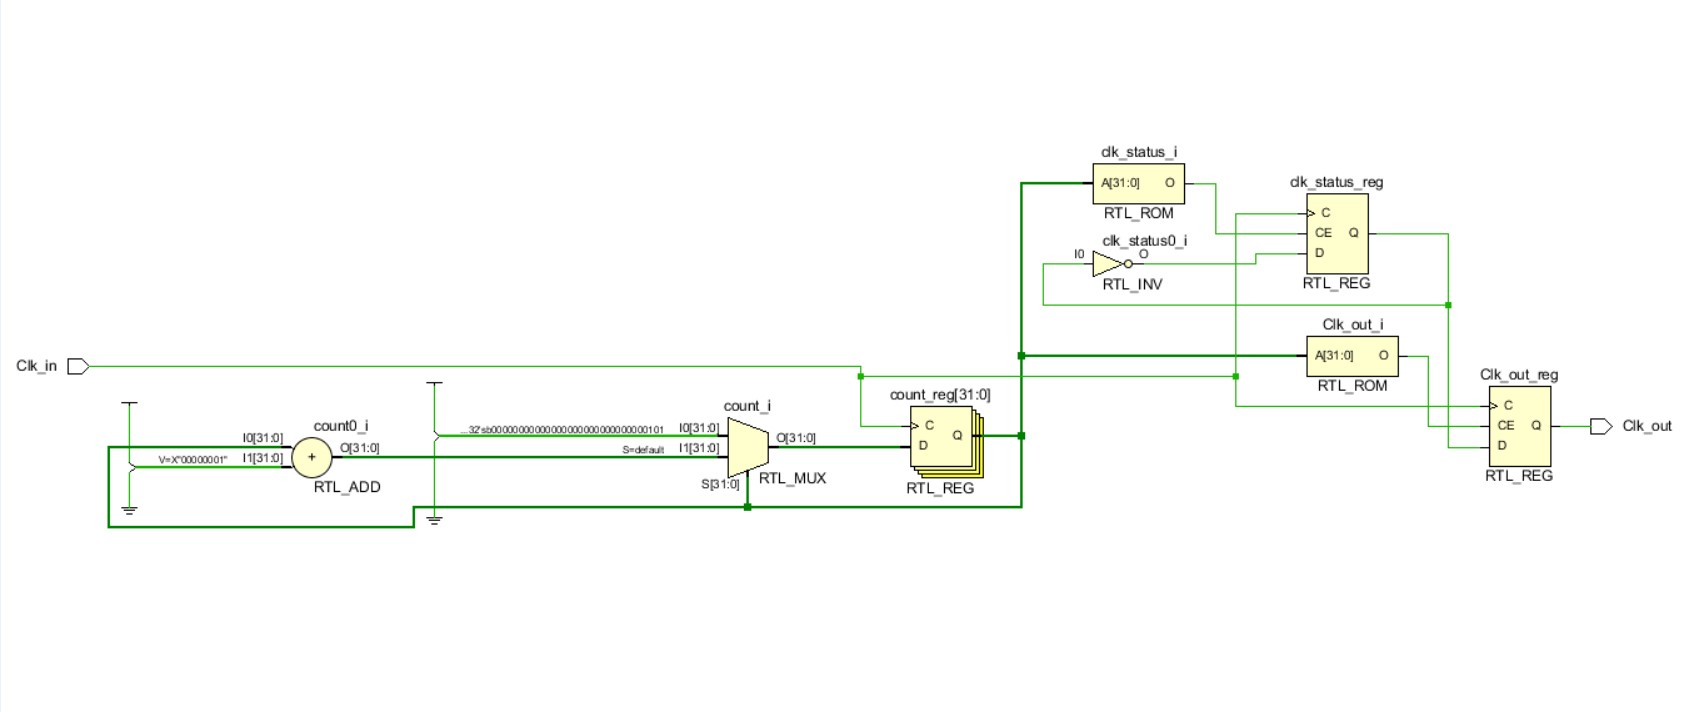 clk_status_i
A[31:0] O
RTL_ROM
clk_status_reg
C
CE Q
D
RTL_REG
clk_status0_i
I0 O
RTL_INV
Clk_out_i
A[31:0] O
RTL_ROM
Clk_in
Clk_out_reg
C
CE Q
D
RTL_REG
Clk_out
count0_i
I0[31:0]
V=X"00000001" I1[31:0]
+
O[31:0]
RTL_ADD
count_i
I0[31:0]
S=default I1[31:0]
S[31:0]
O[31:0]
RTL_MUX
count_reg[31:0]
C
Q
D
RTL_REG